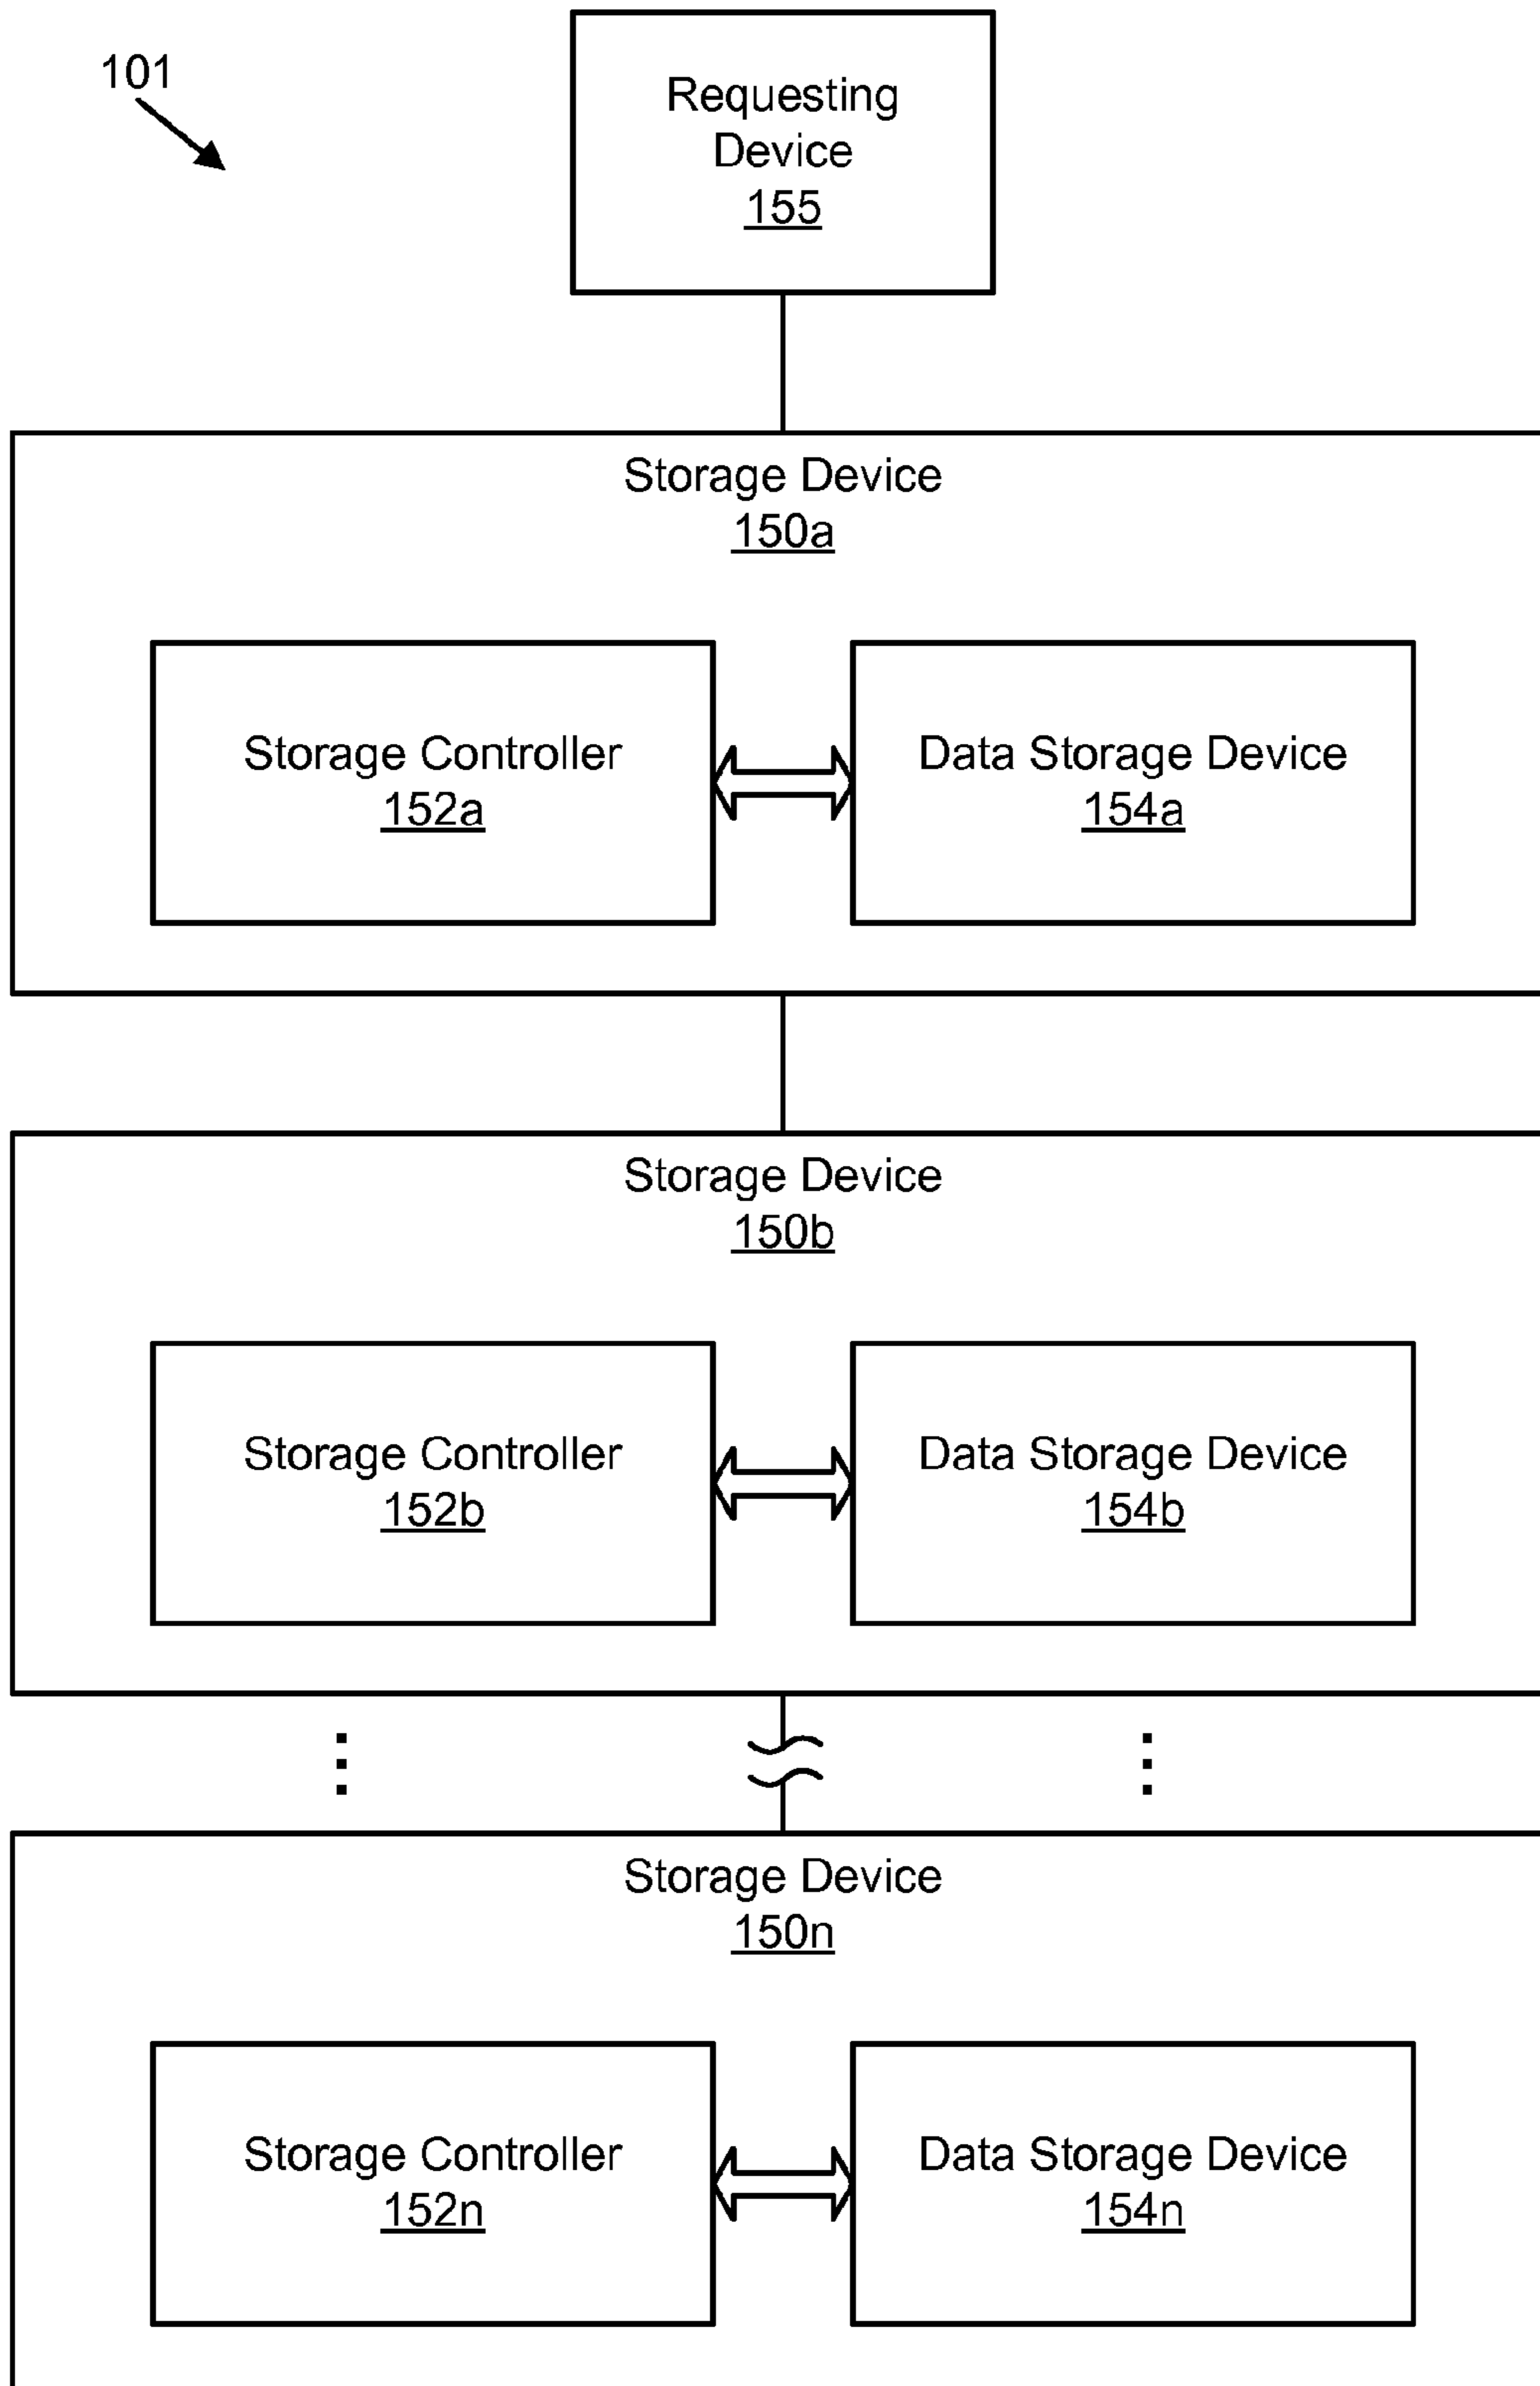 101
Requesting
Device
155
Storage Device
150a
Storage Controller
152a
Data Storage Device
154a
Storage Device
150b
Storage Controller
152b
Data Storage Device
154b
Storage Device
150n
Storage Controller
152n
Data Storage Device
154n